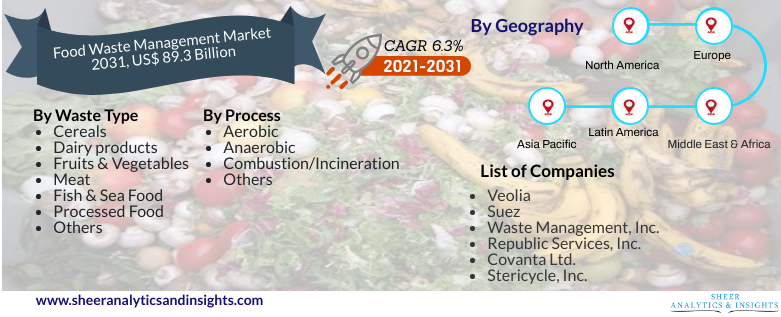 Food Waste Management Market
2031, US$ 89.3 Billion
CAGR 6.3%
2021-2031
By Geography
North America
Europe
Asia Pacific
Latin America
Middle East & Africa
By Waste Type
• Cereals
• Dairy products
• Fruits & Vegetables
• Meat
• Fish & Sea Food
• Processed Food
• Others
By Process
• Aerobic
• Anaerobic
• Combustion/Incineration
• Others
List of Companies
• Veolia
• Suez
• Waste Management, Inc.
• Republic Services, Inc.
• Covanta Ltd.
• Stericycle, Inc.
www.sheeranalyticsandinsights.com
SHEER
ANALYTICS & INSIGHTS